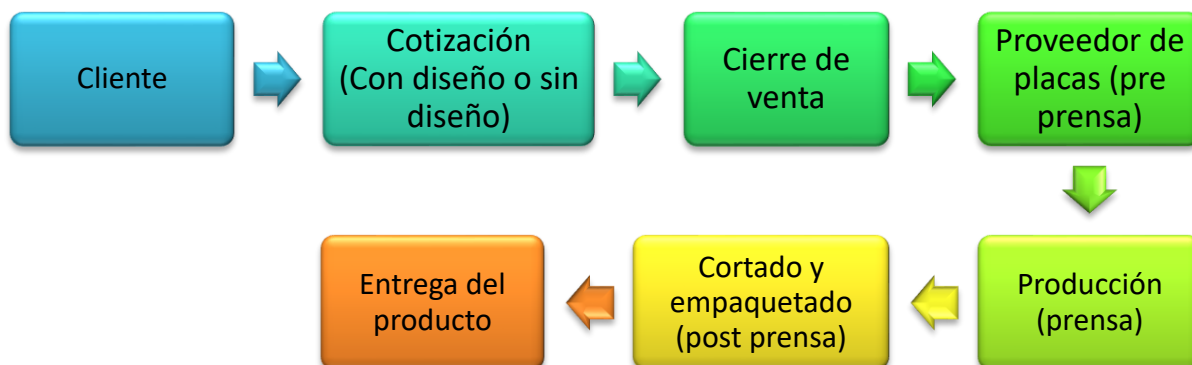 Cliente
Cotización
(Con diseño o sin
diseño)
Cierre de
venta
Proveedor de
placas (pre
prensa)
Producción
(prensa)
Cortado y
empaquetado
(post prensa)
Entrega del
producto